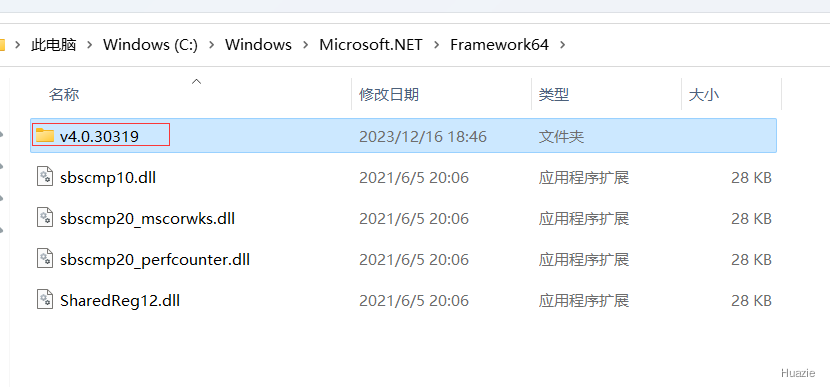 此电脑 > Windows (C:) > Windows > Microsoft.NET > Framework64 >
名称 修改日期 类型 大小
v4.0.30319 2023/12/16 18:46 文件夹
sbscmp10.dll 2021/6/5 20:06 应用程序扩展 28 KB
sbscmp20_mscorwks.dll 2021/6/5 20:06 应用程序扩展 28 KB
sbscmp20_perfcounter.dll 2021/6/5 20:06 应用程序扩展 28 KB
SharedReg12.dll 2021/6/5 20:06 应用程序扩展 28 KB
Huazie